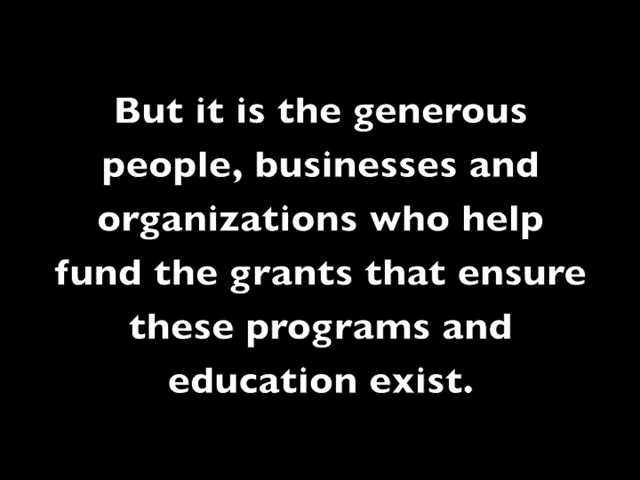 But it is the generous
people, businesses and
organizations who help
fund the grants that ensure
these programs and
education exist.